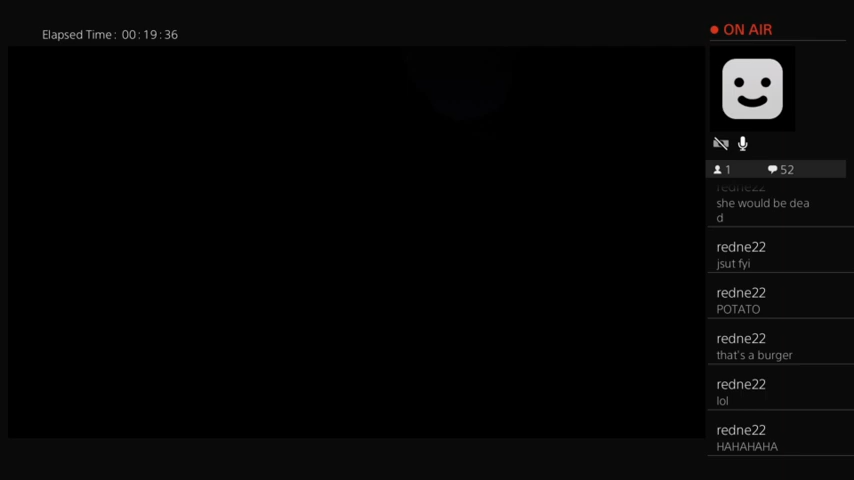 Elapsed Time: 00:19:36
ON AIR
1 52
redne22
she would be dea
d
redne22
jsut fyi
redne22
POTATO
redne22
that's a burger
redne22
lol
redne22
HAHAHAHA